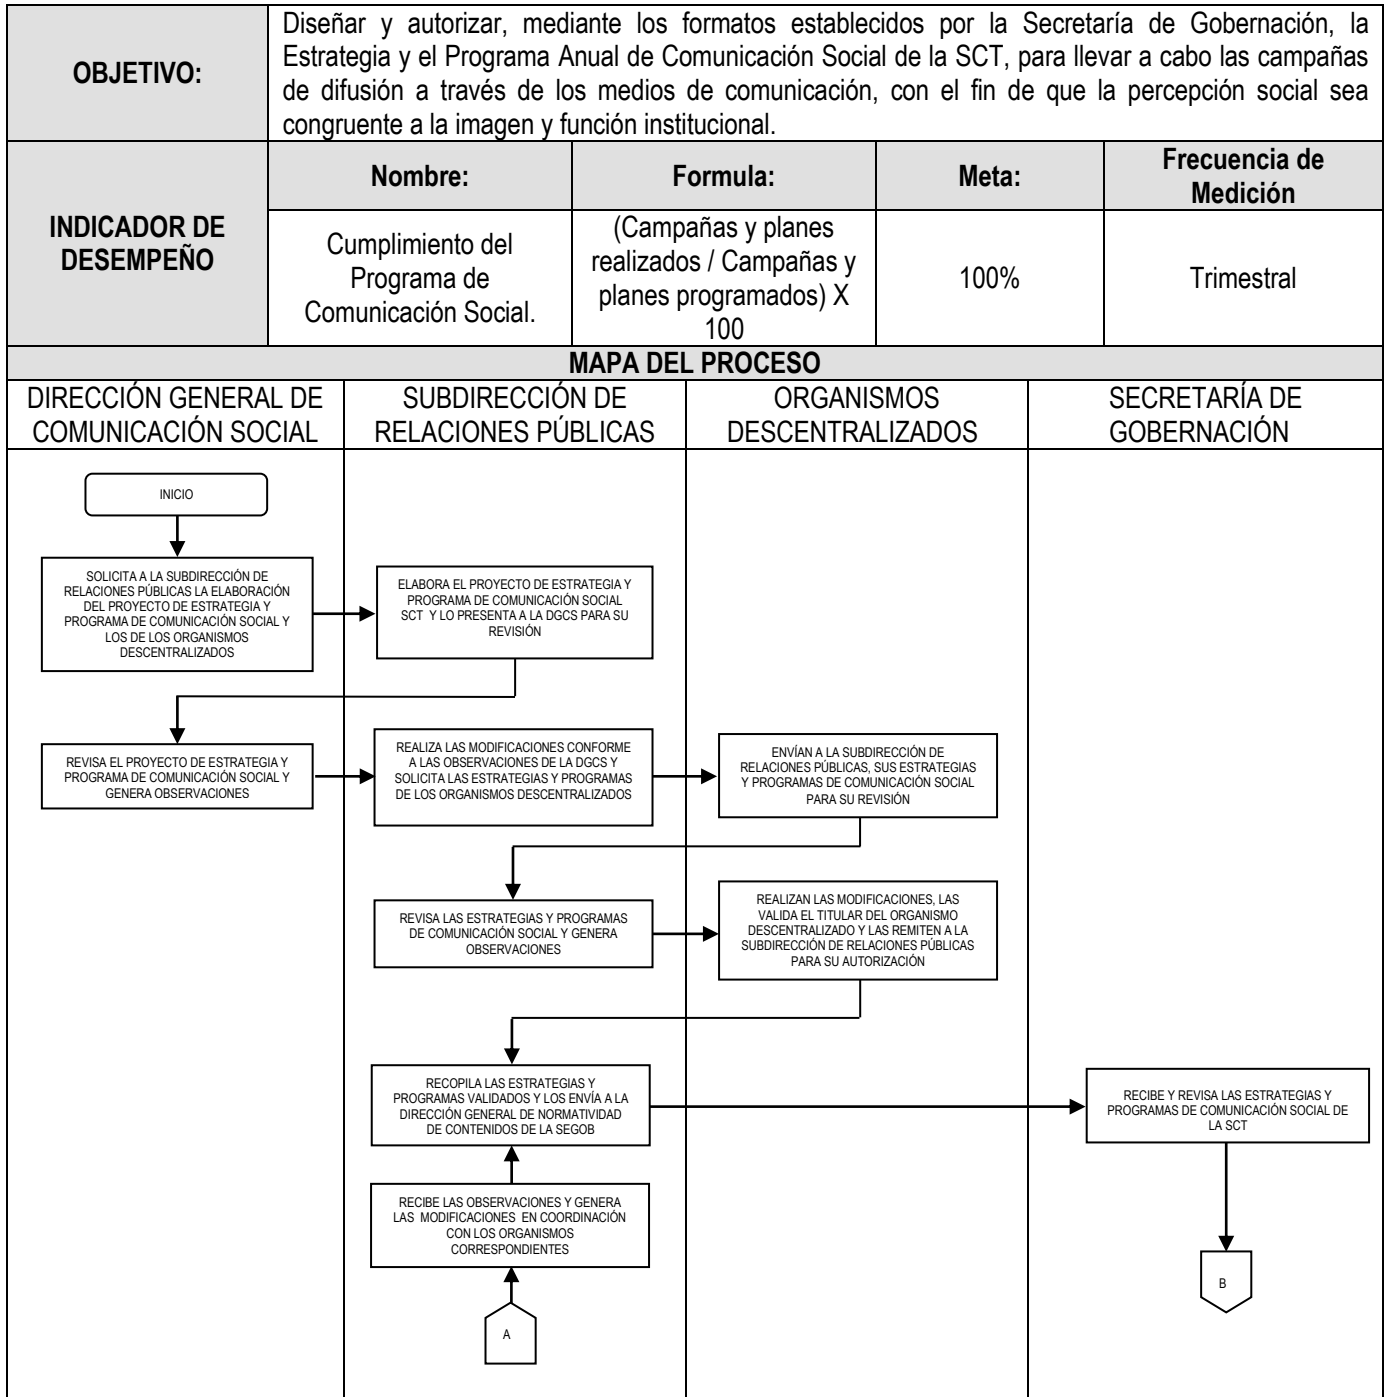 OBJETIVO:
Diseñar y autorizar, mediante los formatos establecidos por la Secretaría de Gobernación, la
Estrategia y el Programa Anual de Comunicación Social de la SCT, para llevar a cabo las campañas
de difusión a través de los medios de comunicación, con el fin de que la percepción social sea
congruente a la imagen y función institucional.
INDICADOR DE
DESEMPEÑO
Nombre:
Formula:
Meta:
Frecuencia de
Medición
Cumplimiento del
Programa de
Comunicación Social.
(Campañas y planes
realizados / Campañas y
planes programados) X
100
100%
Trimestral
MAPA DEL PROCESO
DIRECCIÓN GENERAL DE
COMUNICACIÓN SOCIAL
SUBDIRECCIÓN DE
RELACIONES PÚBLICAS
ORGANISMOS
DESCENTRALIZADOS
SECRETARÍA DE
GOBERNACIÓN
INICIO
SOLICITA A LA SUBDIRECCIÓN DE
RELACIONES PÚBLICAS LA ELABORACIÓN
DEL PROYECTO DE ESTRATEGIA Y
PROGRAMA DE COMUNICACIÓN SOCIAL Y
LOS DE LOS ORGANISMOS
DESCENTRALIZADOS
ELABORA EL PROYECTO DE ESTRATEGIA Y
PROGRAMA DE COMUNICACIÓN SOCIAL
SCT Y LO PRESENTA A LA DGCS PARA SU
REVISIÓN
REVISA EL PROYECTO DE ESTRATEGIA Y
PROGRAMA DE COMUNICACIÓN SOCIAL Y
GENERA OBSERVACIONES
REALIZA LAS MODIFICACIONES CONFORME
A LAS OBSERVACIONES DE LA DGCS Y
SOLICITA LAS ESTRATEGIAS Y PROGRAMAS
DE LOS ORGANISMOS DESCENTRALIZADOS
ENVÍAN A LA SUBDIRECCIÓN DE
RELACIONES PÚBLICAS, SUS ESTRATEGIAS
Y PROGRAMAS DE COMUNICACIÓN SOCIAL
PARA SU REVISIÓN
REVISA LAS ESTRATEGIAS Y PROGRAMAS
DE COMUNICACIÓN SOCIAL Y GENERA
OBSERVACIONES
REALIZAN LAS MODIFICACIONES, LAS
VALIDA EL TITULAR DEL ORGANISMO
DESCENTRALIZADO Y LAS REMITEN A LA
SUBDIRECCIÓN DE RELACIONES PÚBLICAS
PARA SU AUTORIZACIÓN
RECOPILA LAS ESTRATEGIAS Y
PROGRAMAS VALIDADOS Y LOS ENVÍA A LA
DIRECCIÓN GENERAL DE NORMATIVIDAD
DE CONTENIDOS DE LA SEGOB
RECIBE Y REVISA LAS ESTRATEGIAS Y
PROGRAMAS DE COMUNICACIÓN SOCIAL DE
LA SCT
RECIBE LAS OBSERVACIONES Y GENERA
LAS MODIFICACIONES EN COORDINACIÓN
CON LOS ORGANISMOS
CORRESPONDIENTES
B
A